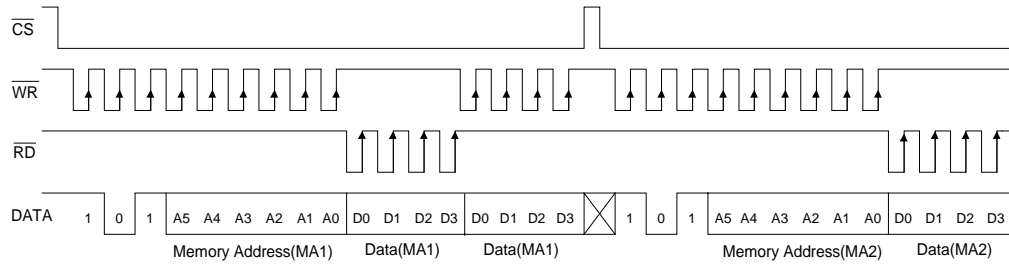 CS
WR
RD
DATA 1 0 1 A5 A4 A3 A2 A1 A0 D0 D1 D2 D3 D0 D1 D2 D3 1 0 1 A5 A4 A3 A2 A1 A0 D0 D1 D2 D3
Memory Address(MA1) Data(MA1) Data(MA1) Memory Address(MA2) Data(MA2)